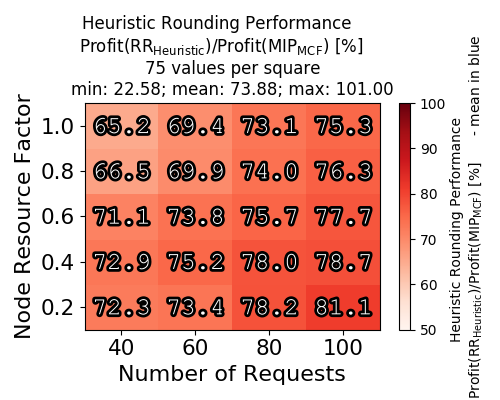 Heuristic Rounding Performance
Profit(RR_Heuristic)/Profit(MIP_MCF) [%]
75 values per square
min: 22.58; mean: 73.88; max: 101.00
Node Resource Factor
1.0 65.2 69.4 73.1 75.3
0.8 66.5 69.9 74.0 76.3
0.6 71.1 73.8 75.7 77.7
0.4 72.9 75.2 78.0 78.7
0.2 72.3 73.4 78.2 81.1
40 60 80 100
Number of Requests
100
90
80
70
60
50
Heuristic Rounding Performance
Profit(RR_Heuristic)/Profit(MIP_MCF) [%] - mean in blue